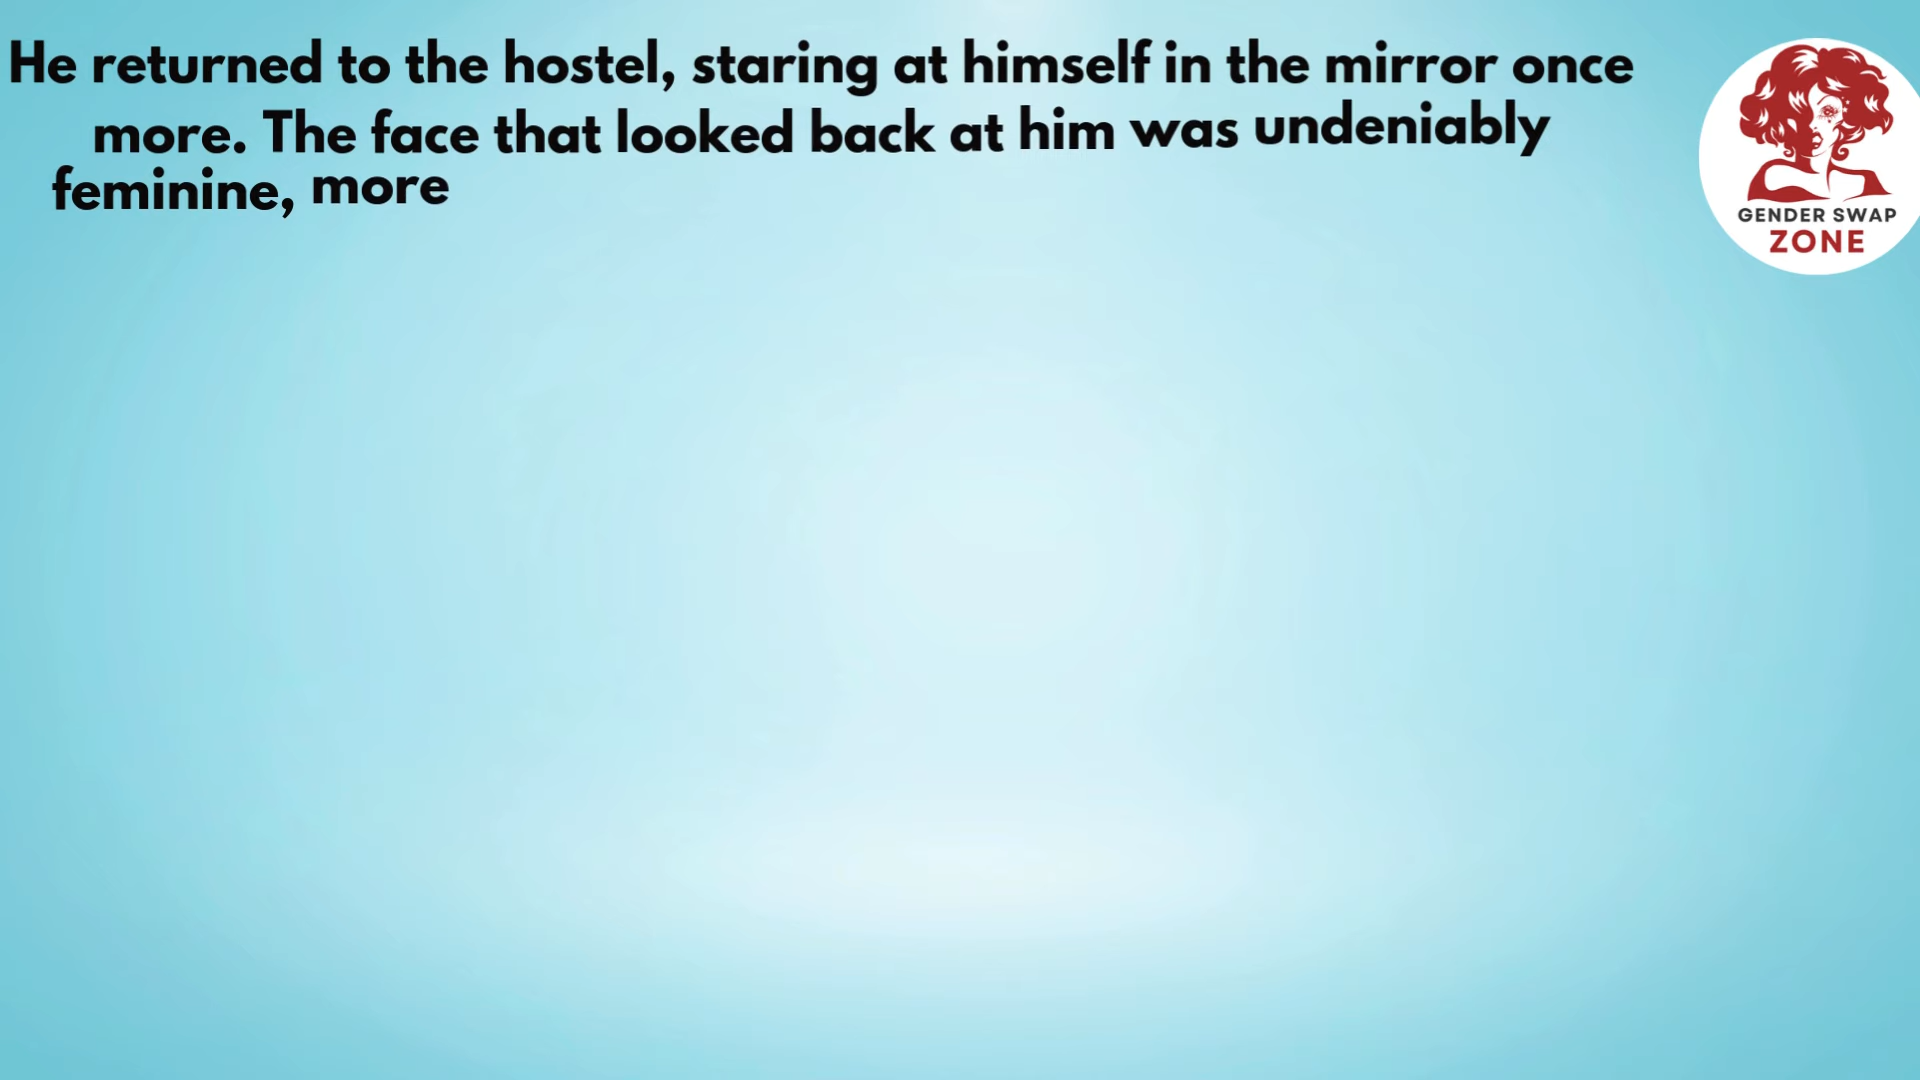 He returned to the hostel, staring at himself in the mirror once
more. The face that looked back at him was undeniably
feminine, more
GENDER SWAP
ZONE